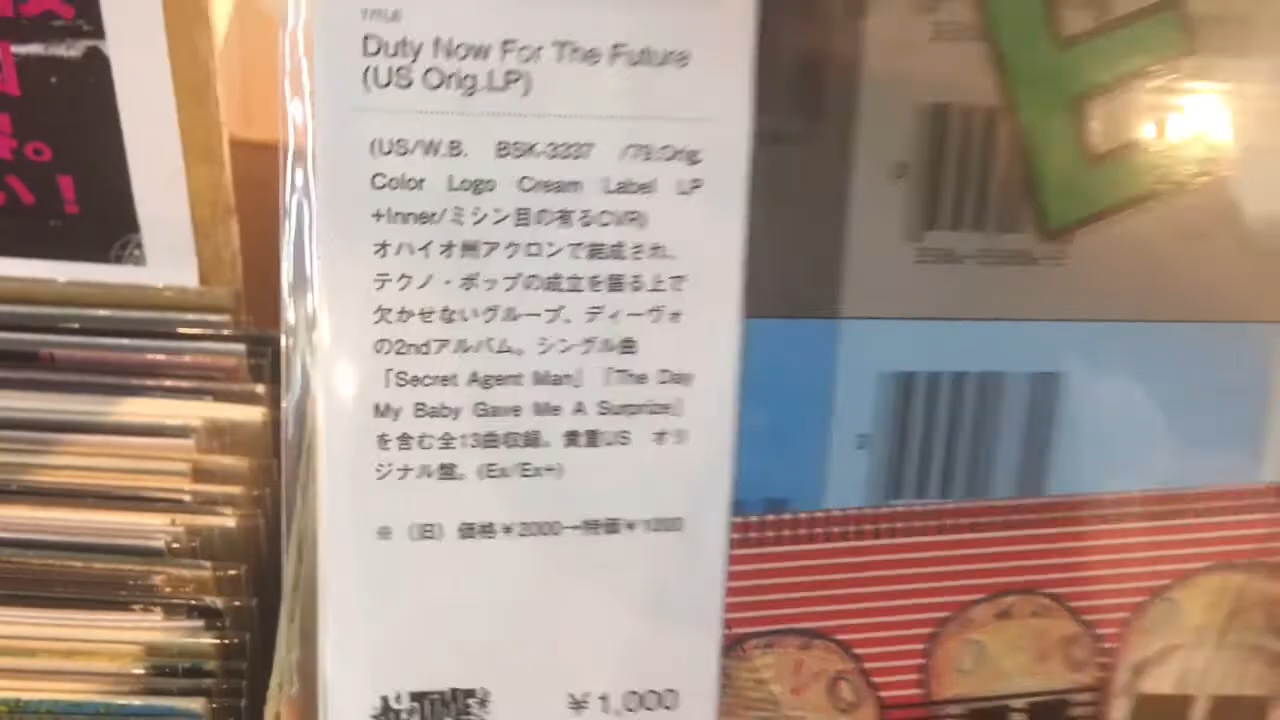 TITLE
Duty Now For The Future
(US Orig.LP)
(US/W.B. BSK-3337 /79.Orig.
Color Logo Cream Label LP
+Inner/ミシン目の有るCVR)
オハイオ州アクロンで結成され、
テクノ・ポップの成立を語る上で
欠かせないグループ、ディーヴォ
の2ndアルバム。シングル曲
「Secret Agent Man」「The Day
My Baby Gave Me A Surprize」
を含む全13曲収録。貴重US オリ
ジナル盤。(Ex/Ex+)
※（旧）価格￥2000→特価￥1000
￥1,000
E
い！